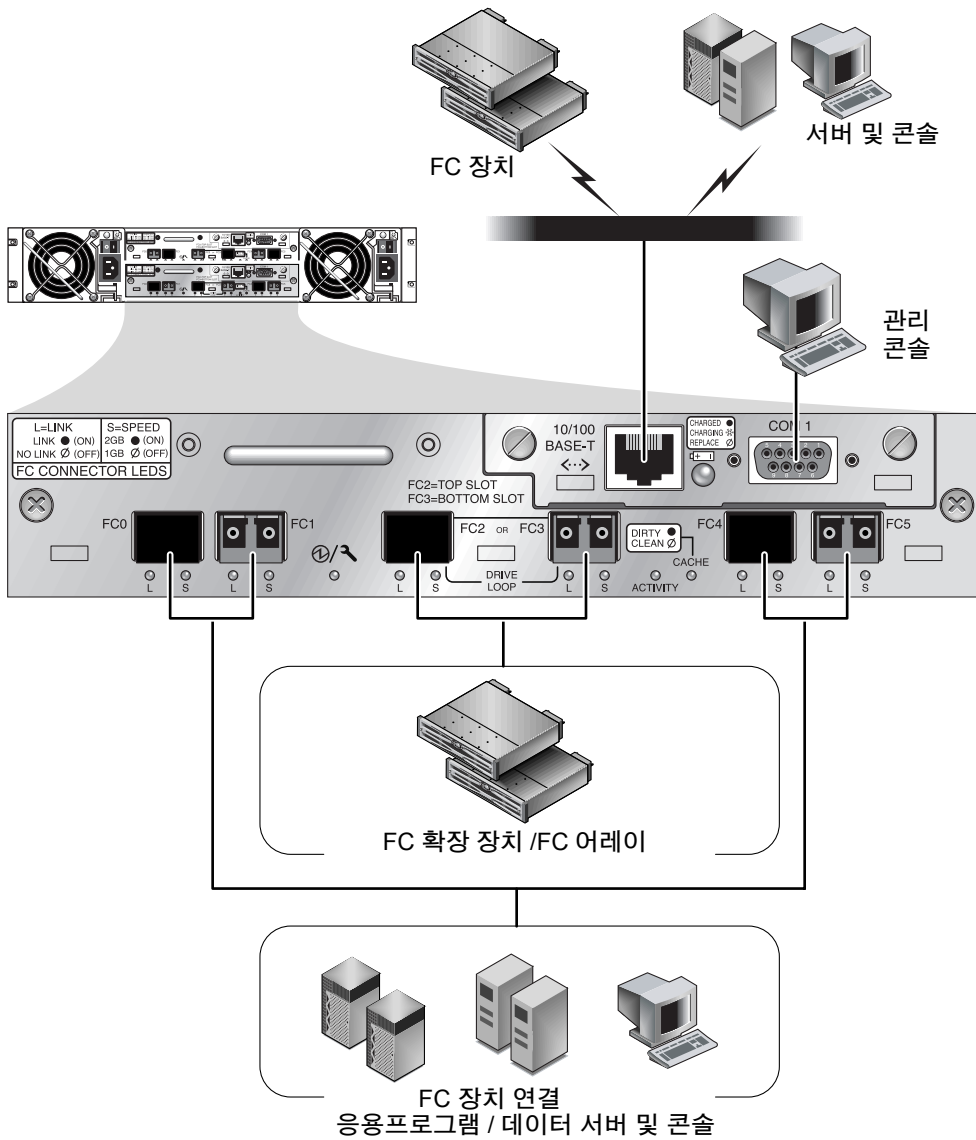 FC 장치
서버 및 콘솔
관리
콘솔
L=LINK
LINK ● (ON)
NO LINK Ø (OFF)
S=SPEED
2GB ● (ON)
1GB Ø (OFF)
FC CONNECTOR LEDS
10/100
BASE-T
<···>
CHARGED ●
CHARGING
REPLACE Ø
COM 1
FC2=TOP SLOT
FC3=BOTTOM SLOT
FC0
FC1
FC2 OR FC3
DIRTY ●
CLEAN Ø
CACHE
FC4
FC5
L S L S
L S
DRIVE
LOOP
L S
ACTIVITY
L S L S
FC 확장 장치 /FC 어레이
FC 장치 연결
응용프로그램 / 데이터 서버 및 콘솔